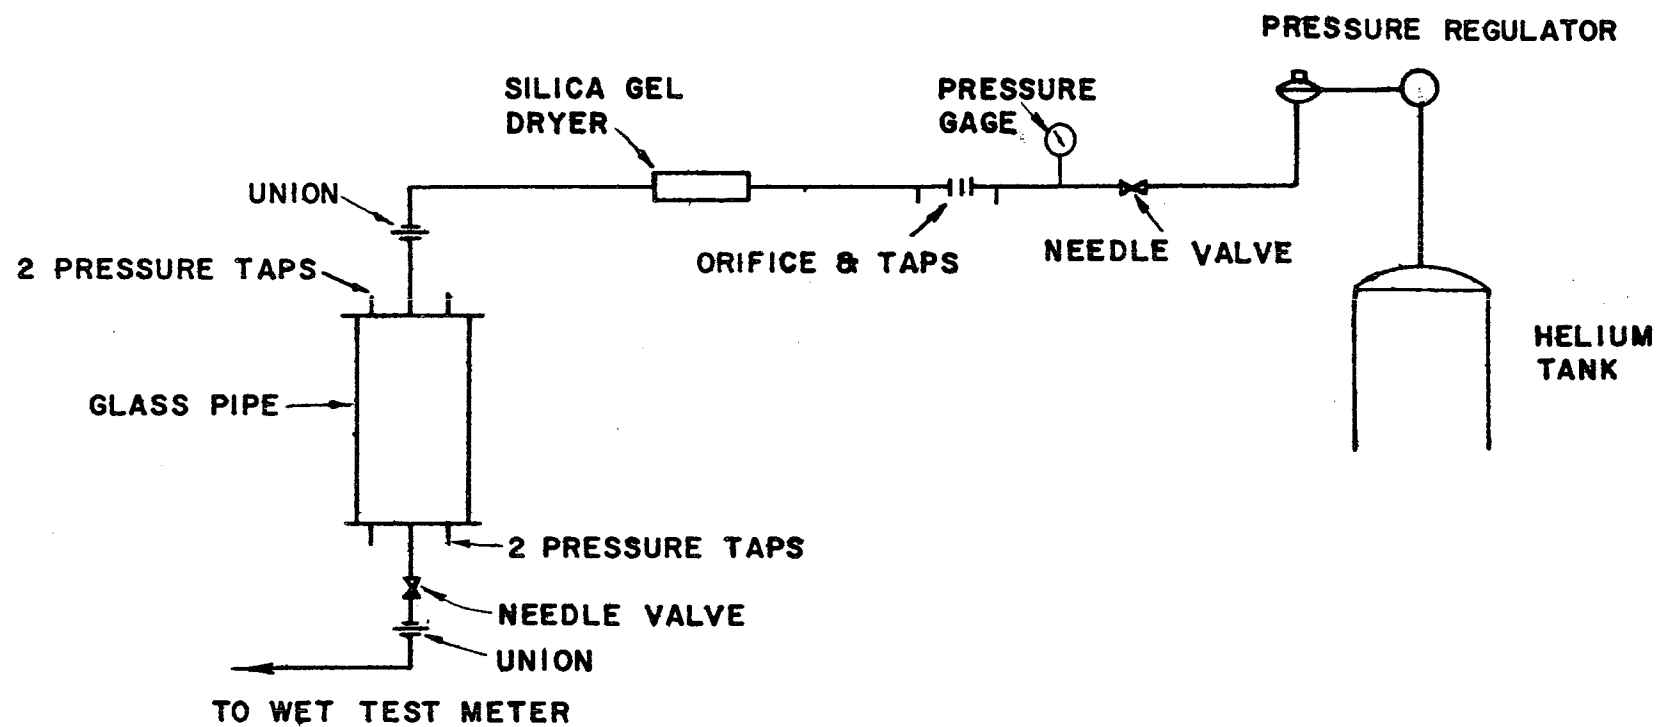 PRESSURE REGULATOR
SILICA GEL
DRYER
PRESSURE
GAGE
UNION
ORIFICE & TAPS
NEEDLE VALVE
2 PRESSURE TAPS
HELIUM
TANK
GLASS PIPE
2 PRESSURE TAPS
NEEDLE VALVE
UNION
TO WET TEST METER